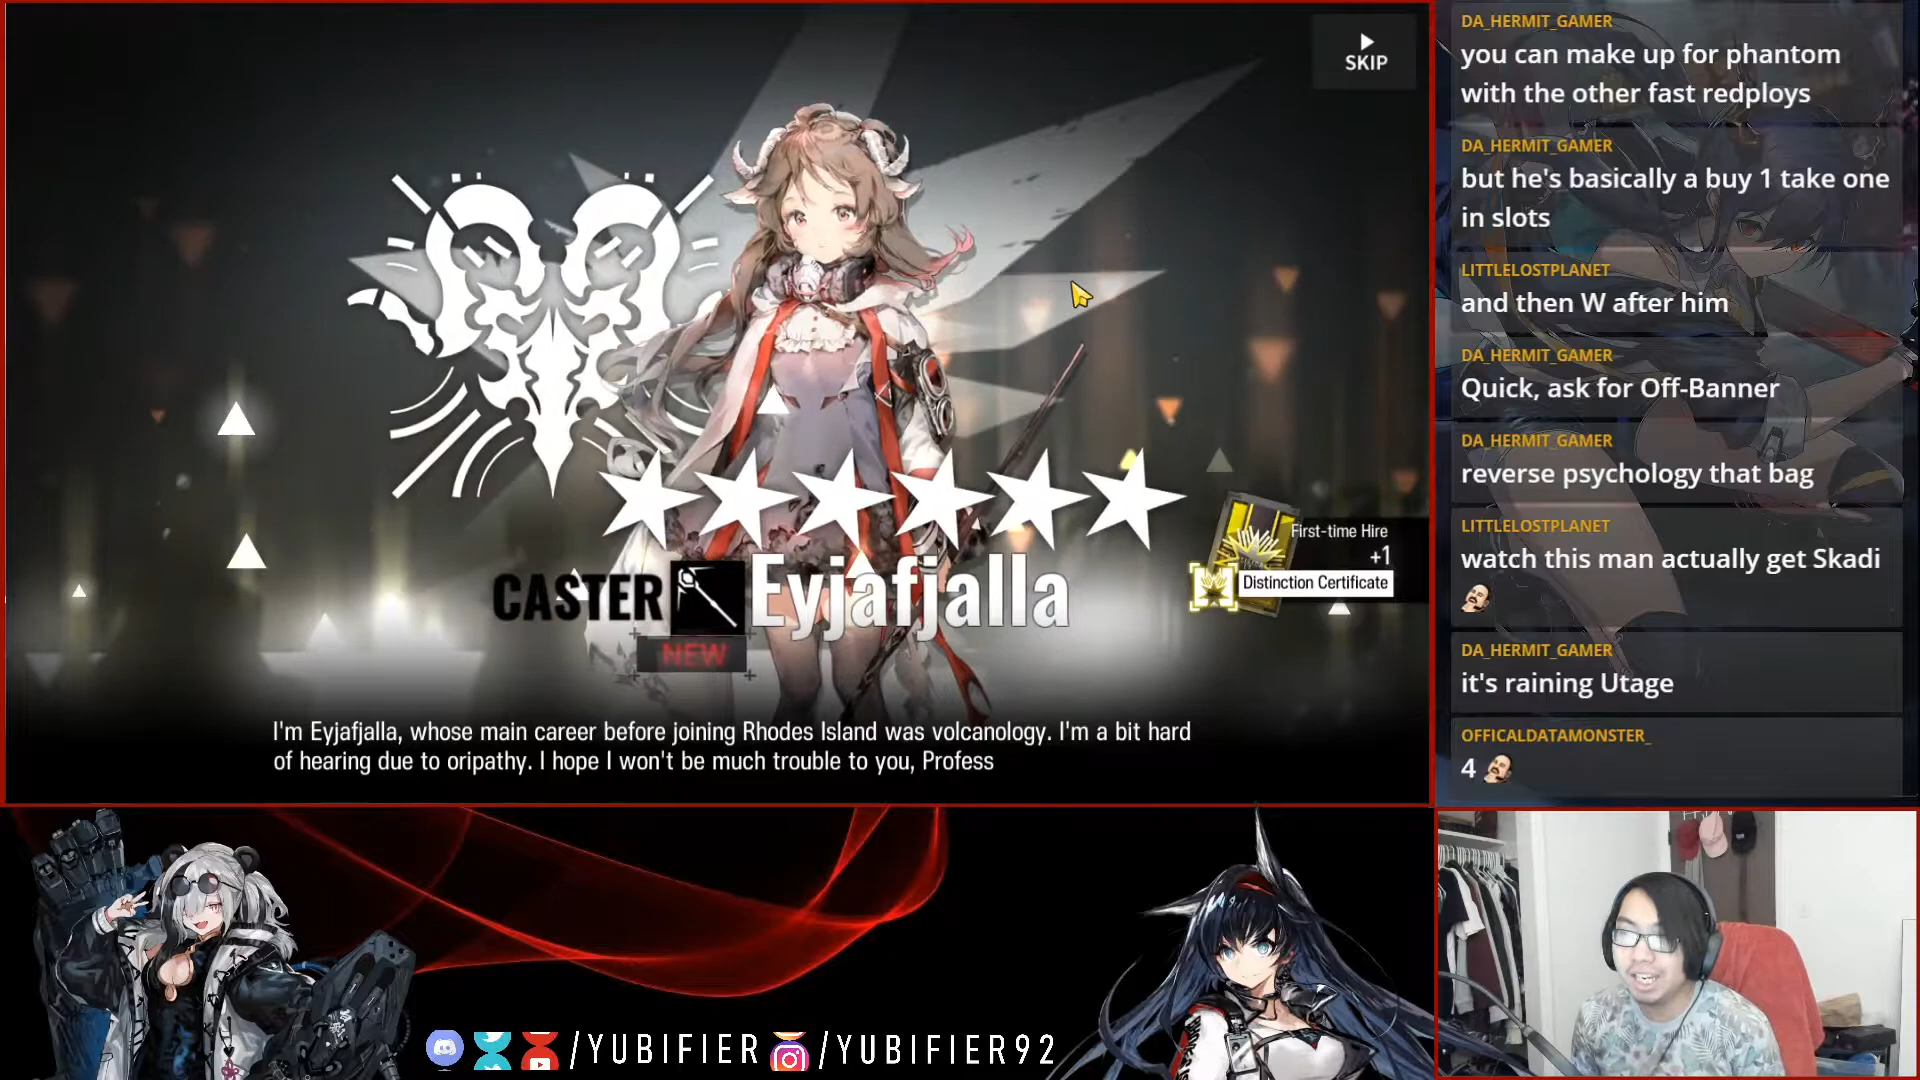 SKIP
First-time Hire
+1
Distinction Certificate
CASTER Eyjafjalla
NEW
I'm Eyjafjalla, whose main career before joining Rhodes Island was volcanology. I'm a bit hard
of hearing due to oripathy. I hope I won't be much trouble to you, Profess
DA_HERMIT_GAMER
you can make up for phantom
with the other fast redploys
DA_HERMIT_GAMER
but he's basically a buy 1 take one
in slots
LITTLELOSTPLANET
and then W after him
DA_HERMIT_GAMER
Quick, ask for Off-Banner
DA_HERMIT_GAMER
reverse psychology that bag
LITTLELOSTPLANET
watch this man actually get Skadi
DA_HERMIT_GAMER
it's raining Utage
OFFICALDATAMONSTER_
4
/YUBIFIER /YUBIFIER92